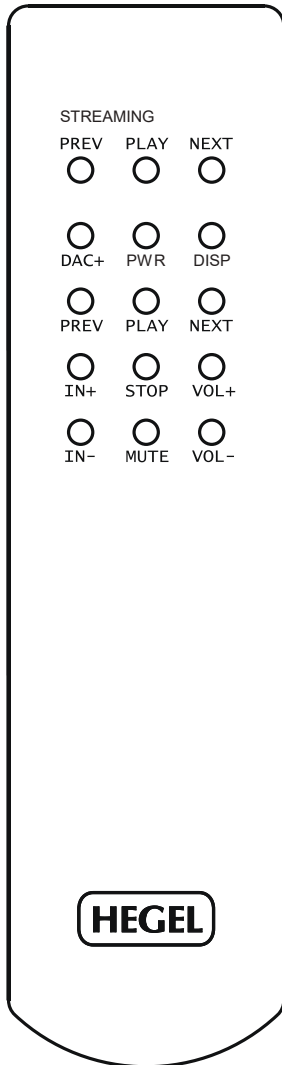 STREAMING
PREV PLAY NEXT
DAC+ PWR DISP
PREV PLAY NEXT
IN+ STOP VOL+
IN- MUTE VOL-
HEGEL